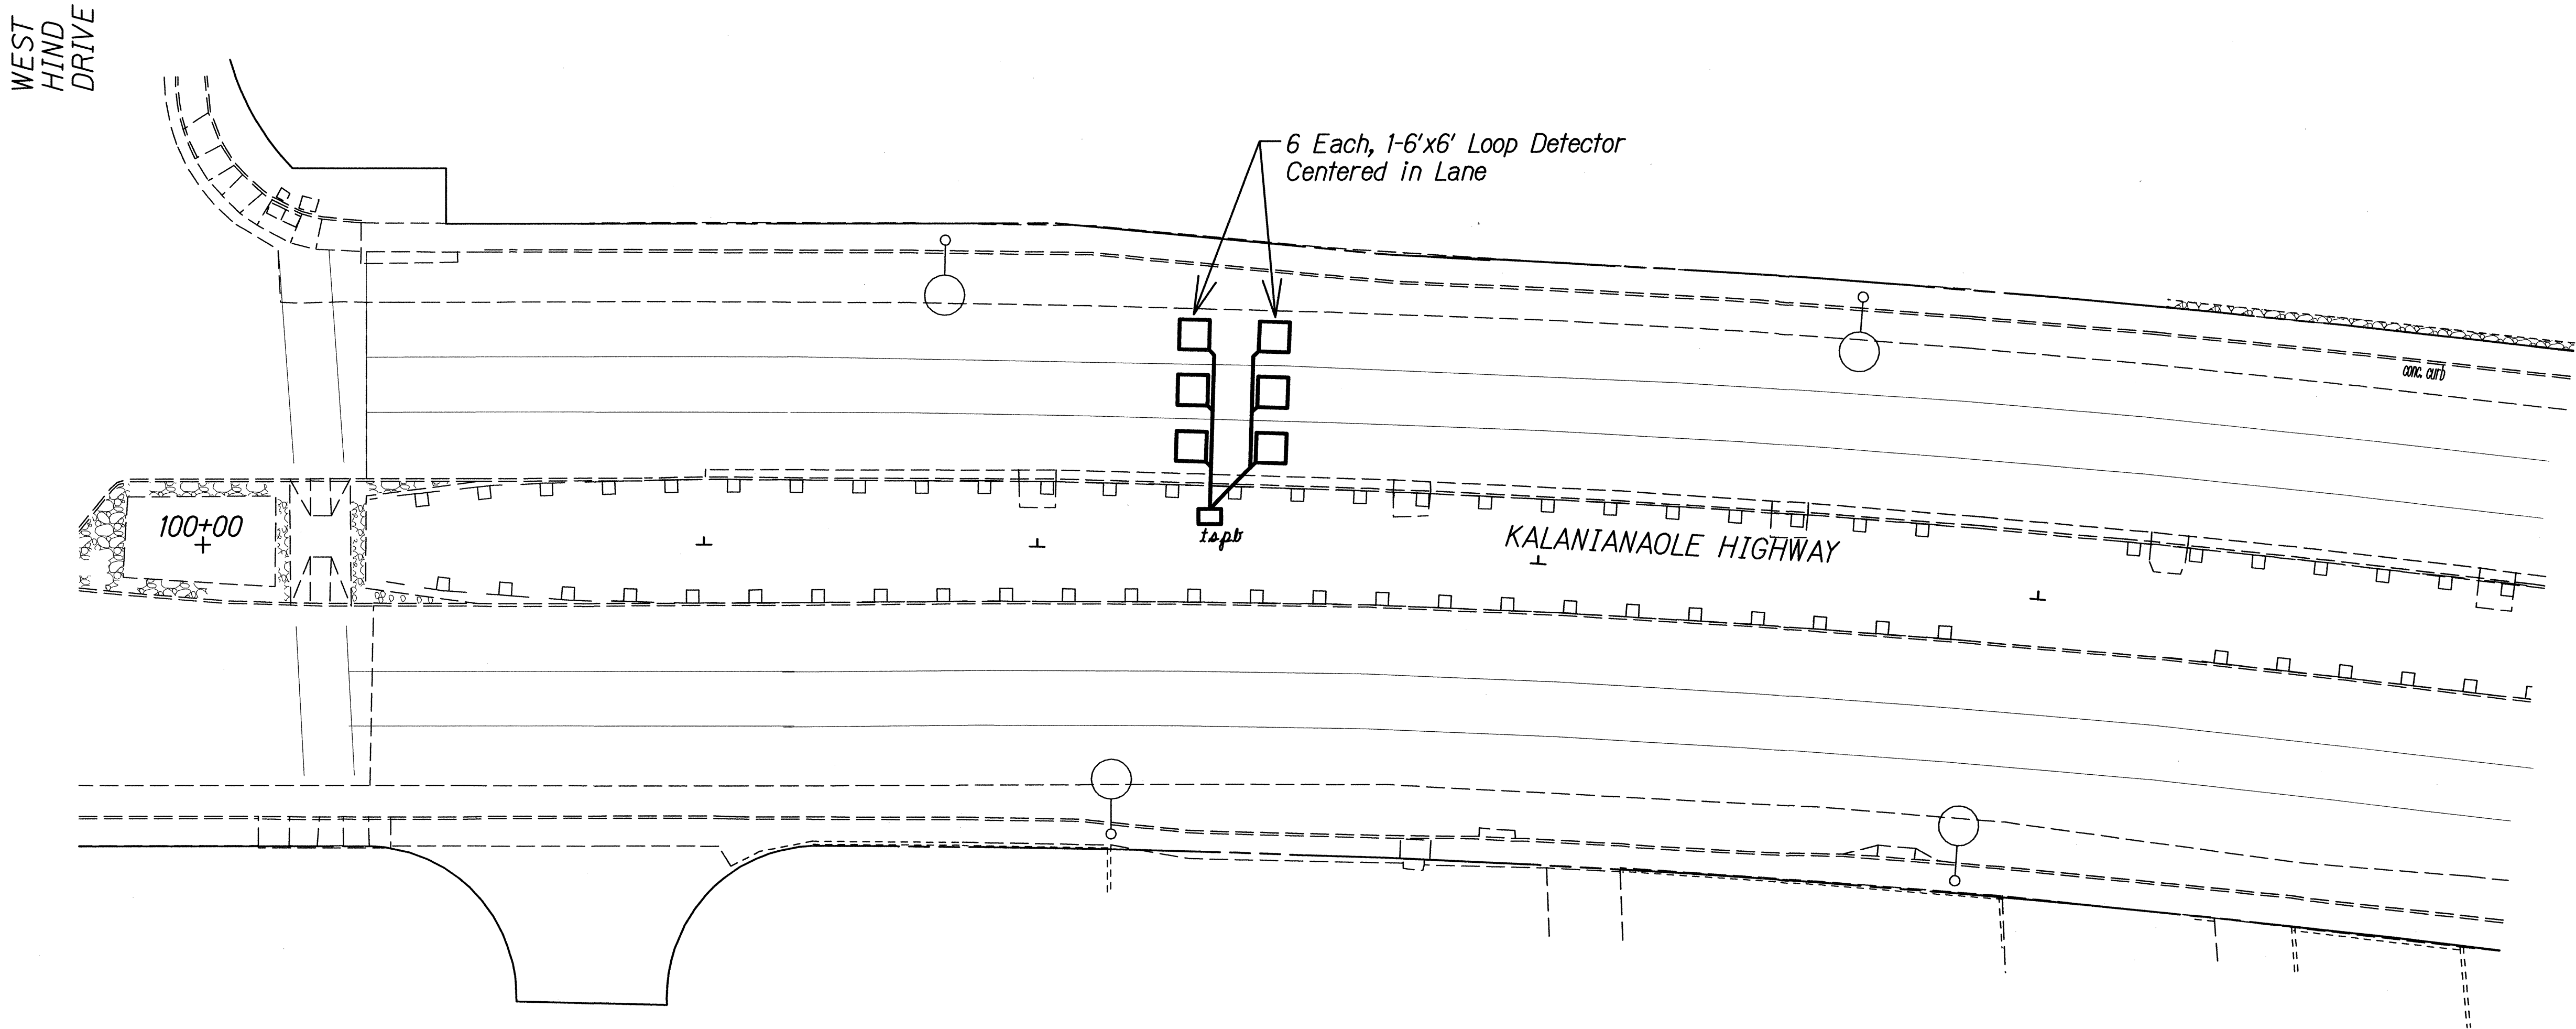 WEST
HIND
DRIVE
6 Each, 1-6'x6' Loop Detector
Centered in Lane
conc. curb
100+00
tspb
KALANIANAOLE HIGHWAY